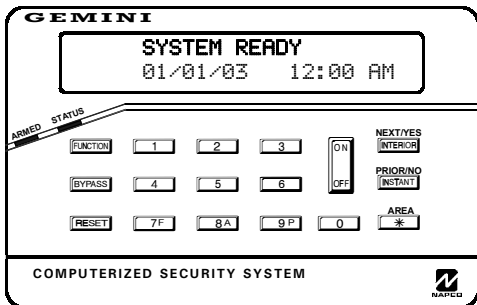 GEMINI
SYSTEM READY
01/01/03 12:00 AM
ARMED STATUS
NEXT/YES
FUNCTION 1 2 3 ON INTERIOR
PRIOR/NO
BYPASS 4 5 6 OFF INSTANT
AREA
RESET 7F 8A 9P 0 *
COMPUTERIZED SECURITY SYSTEM
NAPCO